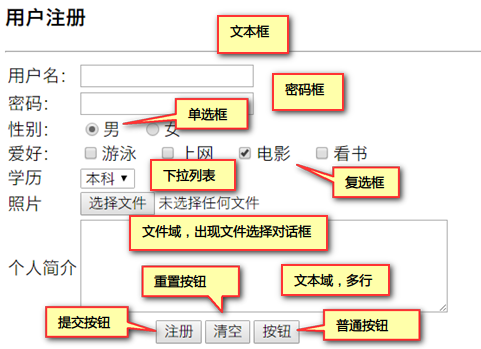 用户注册
文本框
用户名：
密码框
密码：
单选框
性别： 男 女
爱好： 游泳 上网 电影 看书
复选框
学历 本科 下拉列表
照片 选择文件 未选择任何文件
文件域，出现文件选择对话框
个人简介
重置按钮 文本域，多行
提交按钮 普通按钮
注册 清空 按钮